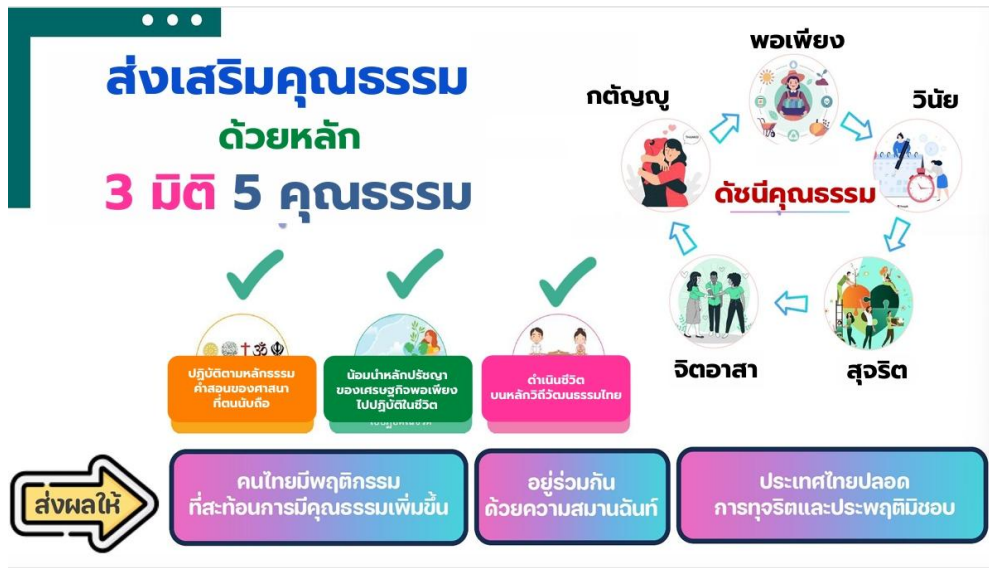 ส่งเสริมคุณธรรม
ด้วยหลัก
3 มิติ 5 คุณธรรม
พอเพียง
กตัญญู
วินัย
ดัชนีคุณธรรม
จิตอาสา
สุจริต
ปฏิบัติตามหลักธรรม
คำสอนของศาสนา
ที่ตนนับถือ
น้อมนำหลักปรัชญา
ของเศรษฐกิจพอเพียง
ไปปฏิบัติในชีวิต
ดำเนินชีวิต
บนหลักวิถีวัฒนธรรมไทย
ส่งผลให้
คนไทยมีพฤติกรรม
ที่สะท้อนการมีคุณธรรมเพิ่มขึ้น
อยู่ร่วมกัน
ด้วยความสมานฉันท์
ประเทศไทยปลอด
การทุจริตและประพฤติมิชอบ